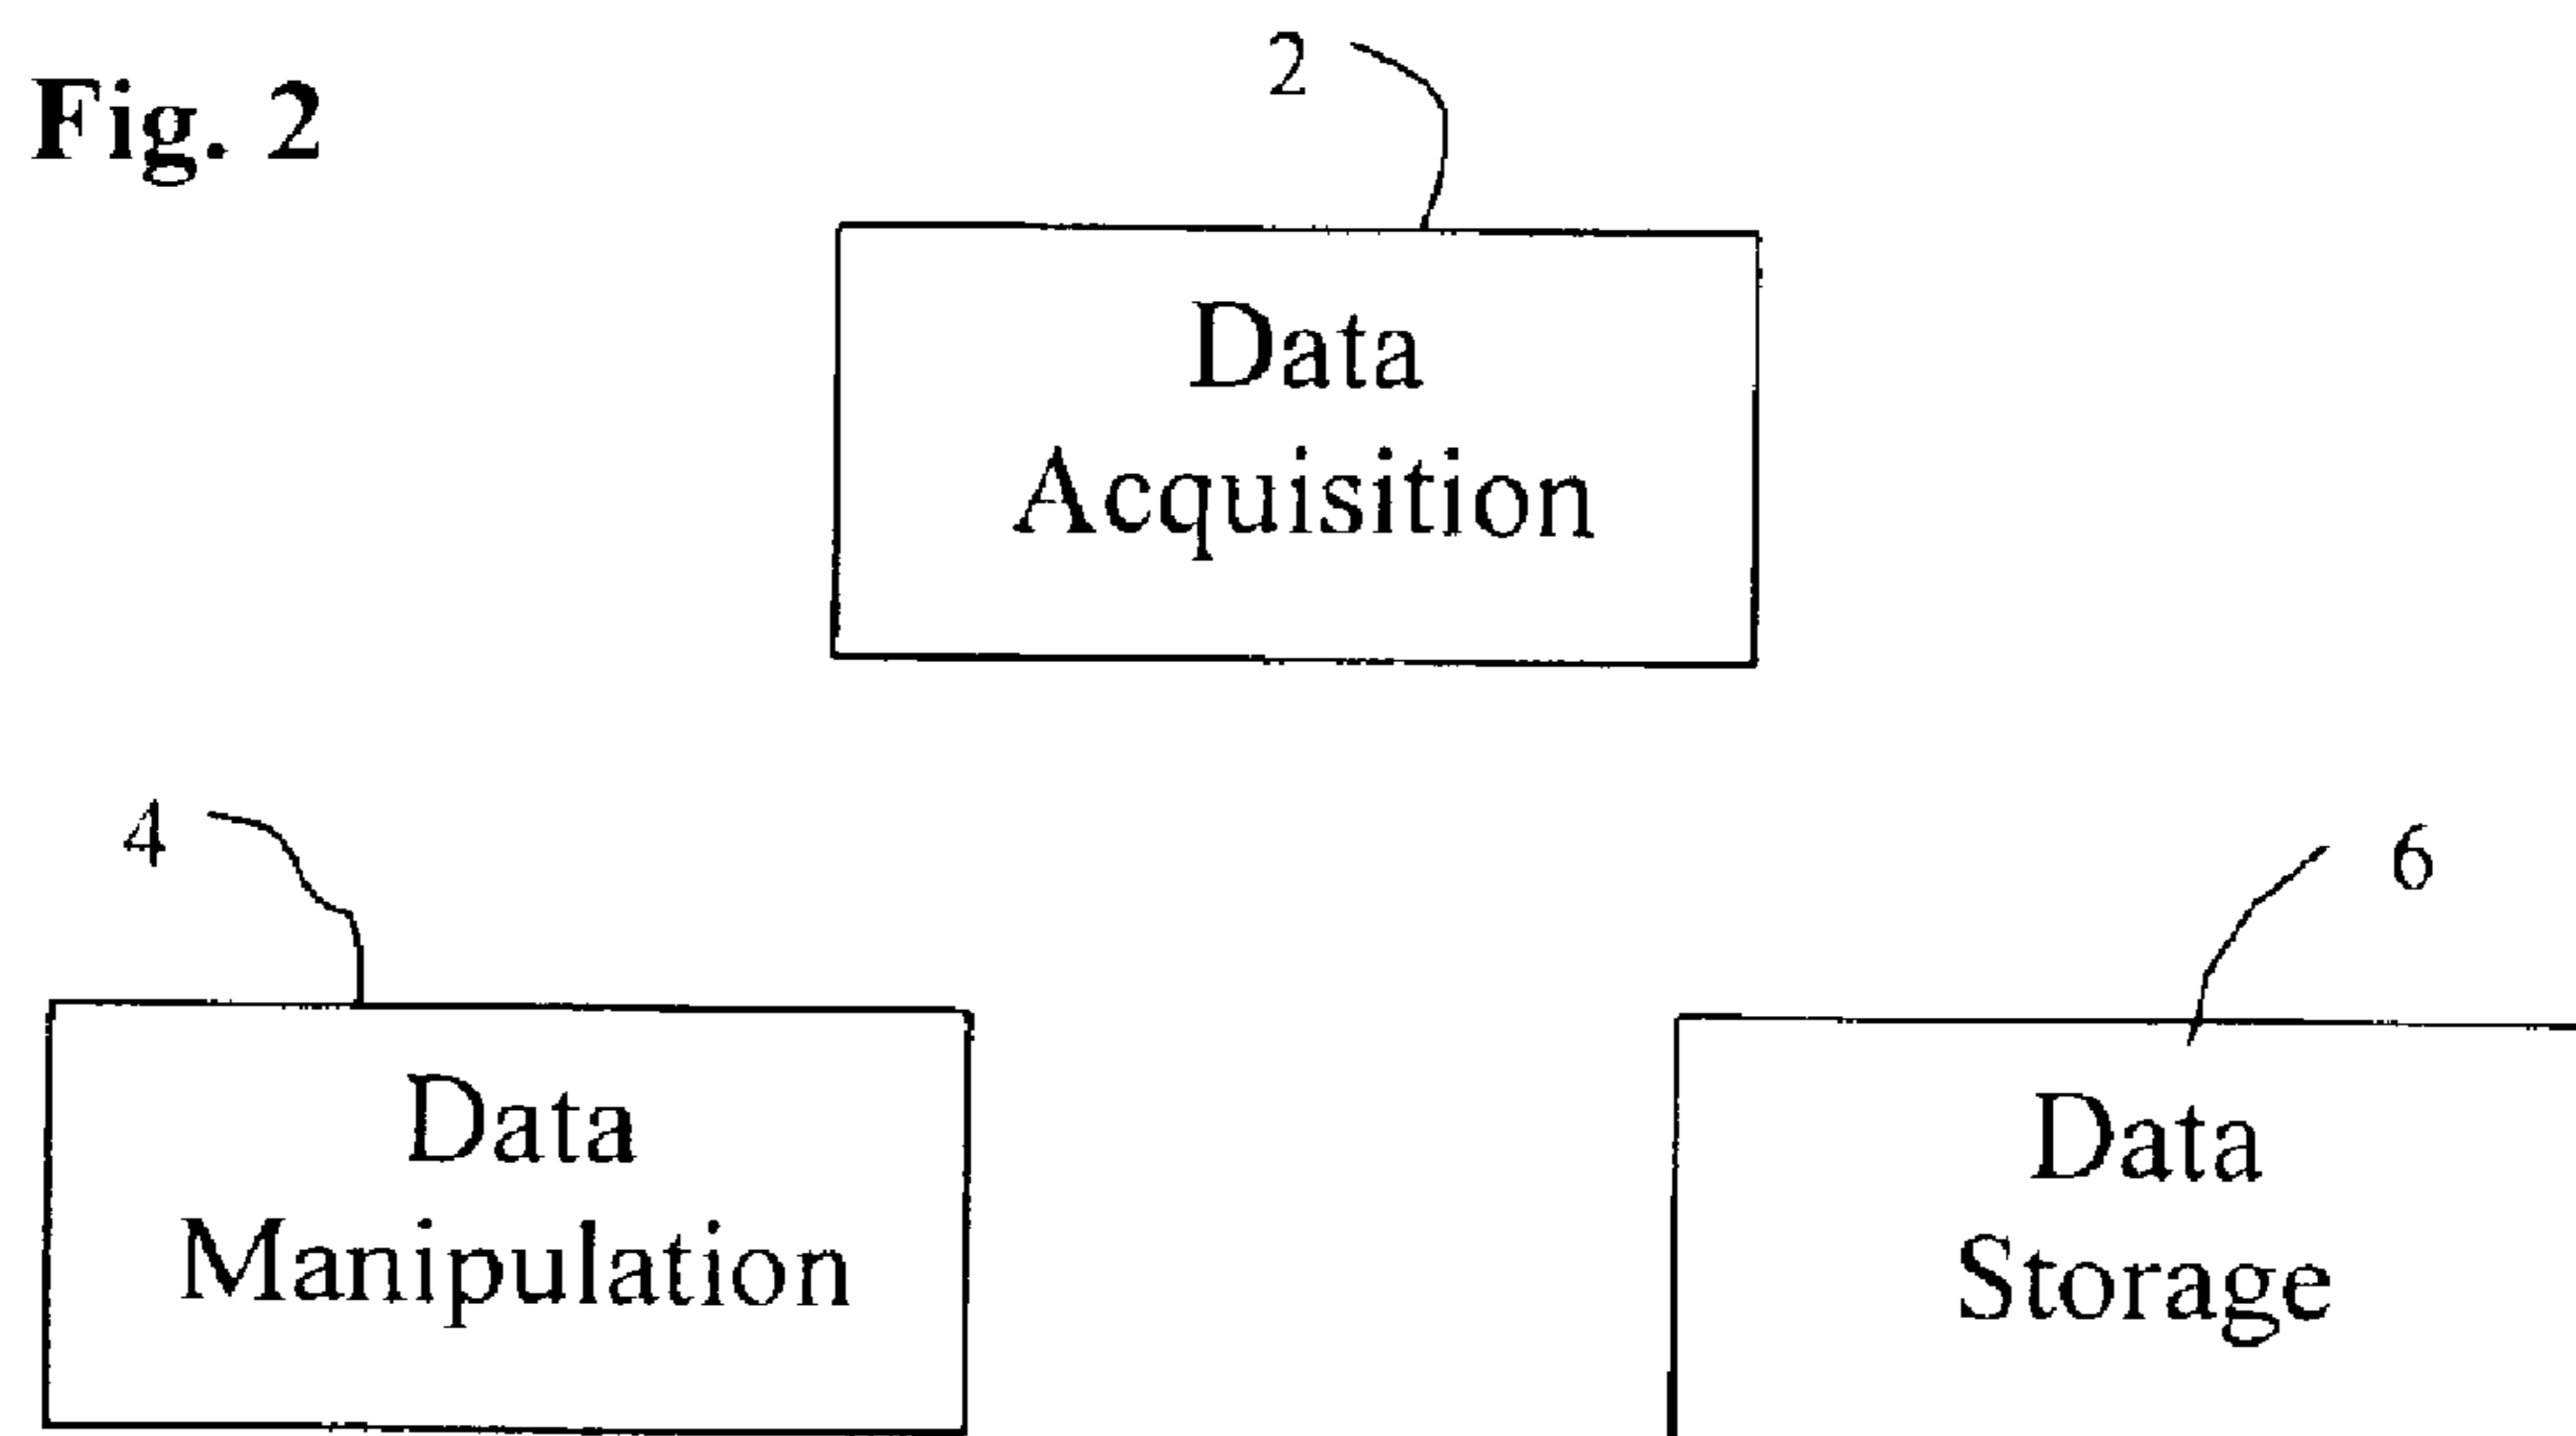 Fig. 2
2
Data
Acquisition
4
6
Data
Manipulation
Data
Storage